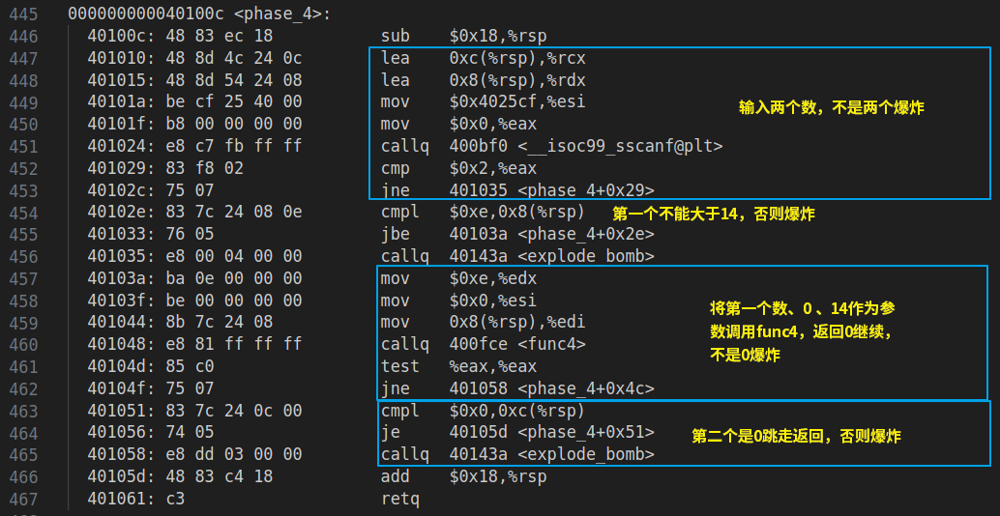 445 000000000040100c <phase_4>:
446 40100c: 48 83 ec 18 sub $0x18,%rsp
447 401010: 48 8d 4c 24 0c lea 0xc(%rsp),%rcx
448 401015: 48 8d 54 24 08 lea 0x8(%rsp),%rdx
449 40101a: be cf 25 40 00 mov $0x4025cf,%esi
输入两个数，不是两个爆炸
450 40101f: b8 00 00 00 00 mov $0x0,%eax
451 401024: e8 c7 fb ff ff callq 400bf0 <__isoc99_sscanf@plt>
452 401029: 83 f8 02 cmp $0x2,%eax
453 40102c: 75 07 jne 401035 <phase_4+0x29>
454 40102e: 83 7c 24 08 0e cmpl $0xe,0x8(%rsp) 第一个不能大于14，否则爆炸
455 401033: 76 05 jbe 40103a <phase_4+0x2e>
456 401035: e8 00 04 00 00 callq 40143a <explode_bomb>
457 40103a: ba 0e 00 00 00 mov $0xe,%edx
458 40103f: be 00 00 00 00 mov $0x0,%esi
459 401044: 8b 7c 24 08 mov 0x8(%rsp),%edi
460 401048: e8 81 ff ff ff callq 400fce <func4>
461 40104d: 85 c0 test %eax,%eax
462 40104f: 75 07 jne 401058 <phase_4+0x4c>
将第一个数、0 、14作为参
数调用func4，返回0继续，
不是0爆炸
463 401051: 83 7c 24 0c 00 cmpl $0x0,0xc(%rsp)
464 401056: 74 05 je 40105d <phase_4+0x51> 第二个是0跳走返回，否则爆炸
465 401058: e8 dd 03 00 00 callq 40143a <explode_bomb>
466 40105d: 48 83 c4 18 add $0x18,%rsp
467 401061: c3 retq